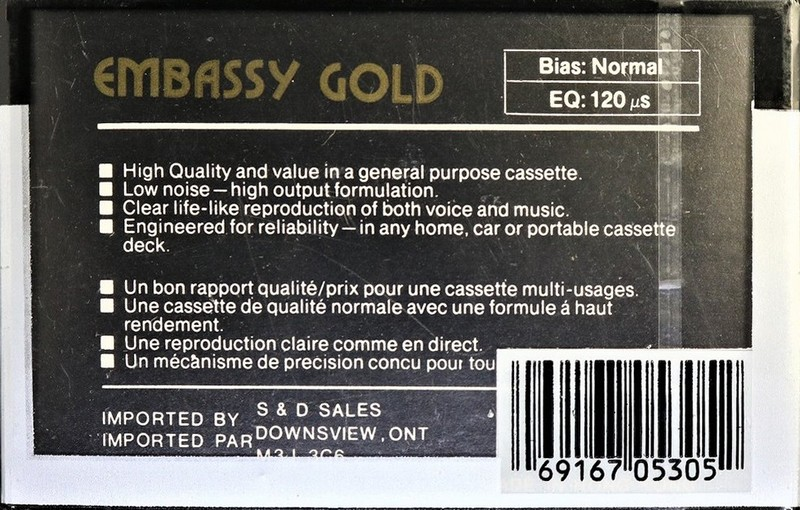 EMBASSY GOLD
Bias: Normal
EQ: 120 µs
■ High Quality and value in a general purpose cassette.
■ Low noise — high output formulation.
■ Clear life-like reproduction of both voice and music.
■ Engineered for reliability — in any home, car or portable cassette
deck.
■ Un bon rapport qualité/prix pour une cassette multi-usages.
■ Une cassette de qualité normale avec une formule á haut
rendement.
■ Une reproduction claire comme en direct.
■ Un mécanisme de precision concu pour tou
IMPORTED BY S & D SALES
IMPORTED PAR DOWNSVIEW, ONT
M3J 3G6
69167 05305